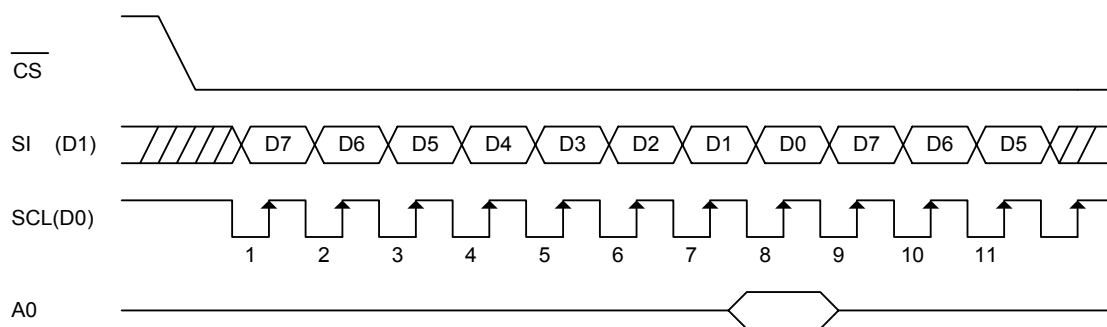 CS
SI (D1) D7 D6 D5 D4 D3 D2 D1 D0 D7 D6 D5
SCL(D0)
1 2 3 4 5 6 7 8 9 10 11
A0